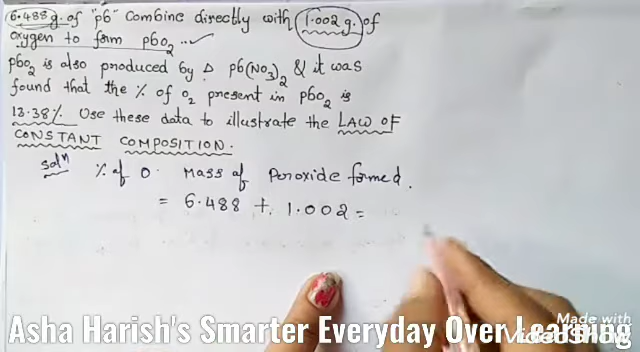 6.488 g. of "pb" combine directly with 1.002 g. of
oxygen to form pbo₂
pbo₂ is also produced by Δ pb(NO₃)₂ & it was
found that the % of o₂ present in pbo₂ is
13.38%. Use these data to illustrate the LAW OF
CONSTANT COMPOSITION.
Solⁿ % of O. Mass of Peroxide formed.
= 6.488 + 1.002 =
Made with
VideoShow
Asha Harish's Smarter Everyday Over Learning